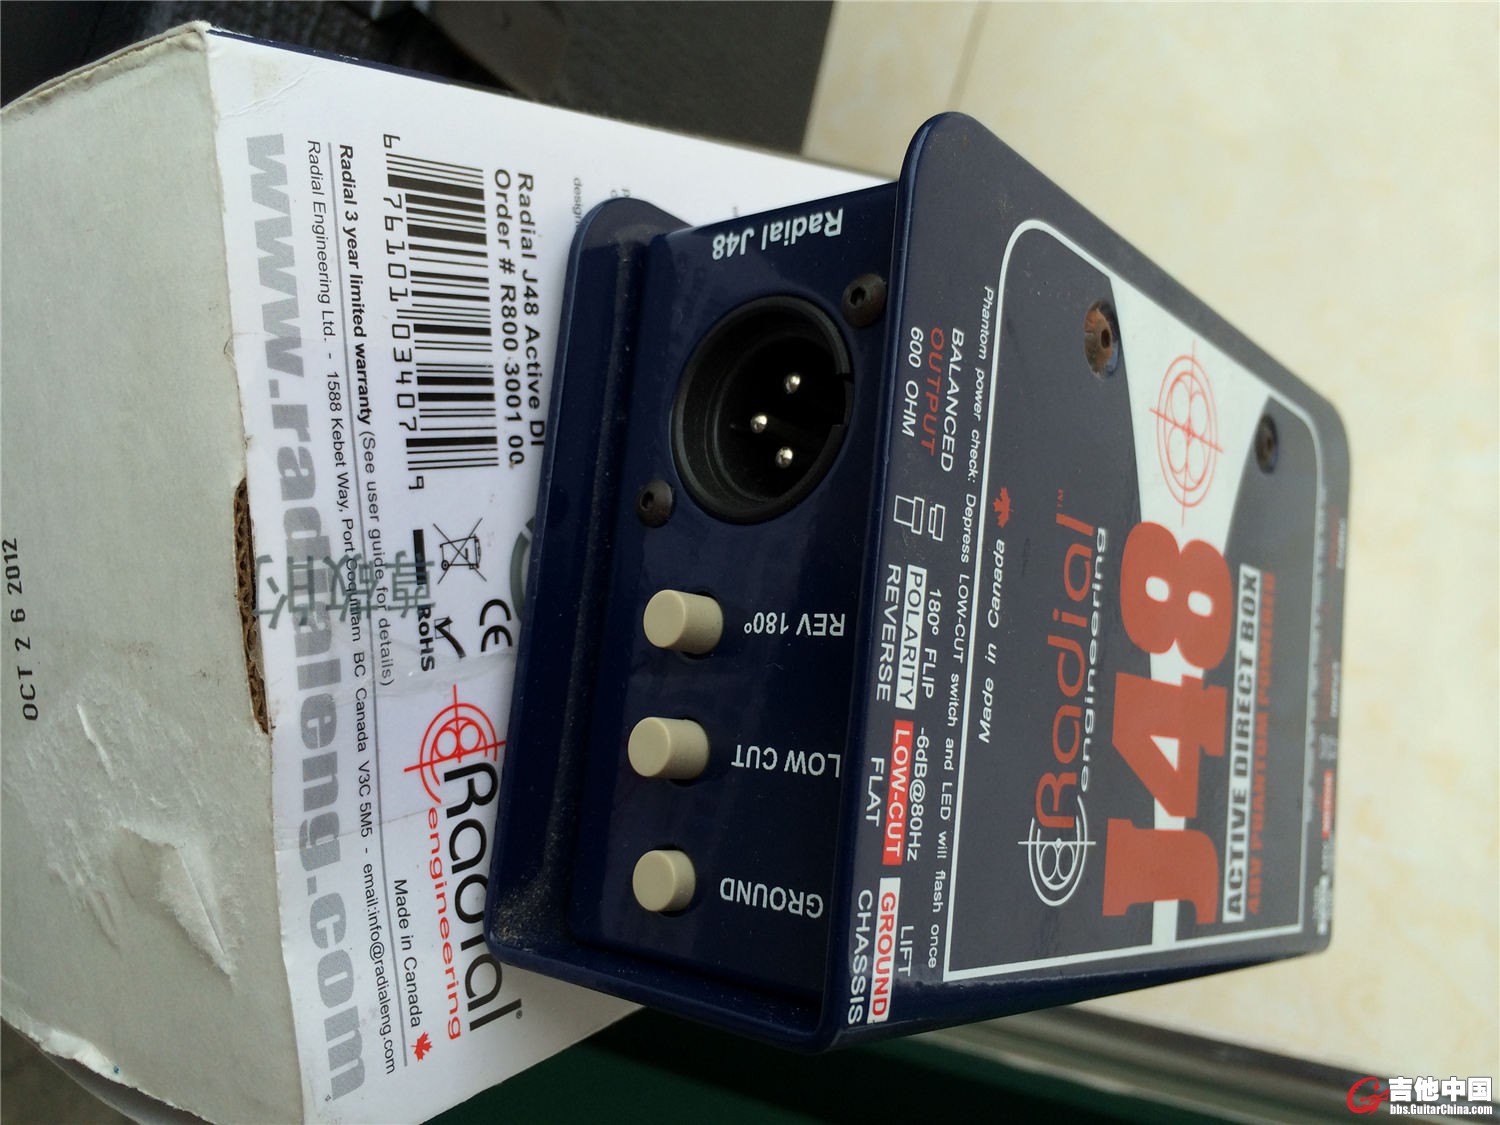 OCT 26 2012
www.radialeng.com
Radial Engineering Ltd. - 1588 Kebet Way, Port Coquitlam BC Canada V3C 5M5 - email:info@radialeng.com
Radial 3 year limited warranty (See user guide for details)
Made in Canada
6 76101 03407 9
Radial J48 Active DI
Order # R800 3001 00
RoHS
CE
Radial®
engineering
Radial J48
REV 180°
LOW CUT
GROUND
BALANCED
OUTPUT
600 OHM
180° FLIP
POLARITY
REVERSE
-6dB@80Hz
LOW-CUT
FLAT
LIFT
GROUND
CHASSIS
Phantom power check: Depress LOW-CUT switch and LED will flash once
Made in Canada
Radial™
engineering
J48
ACTIVE DIRECT BOX
48V PHANTOM POWERED
吉他中国
bbs.GuitarChina.com